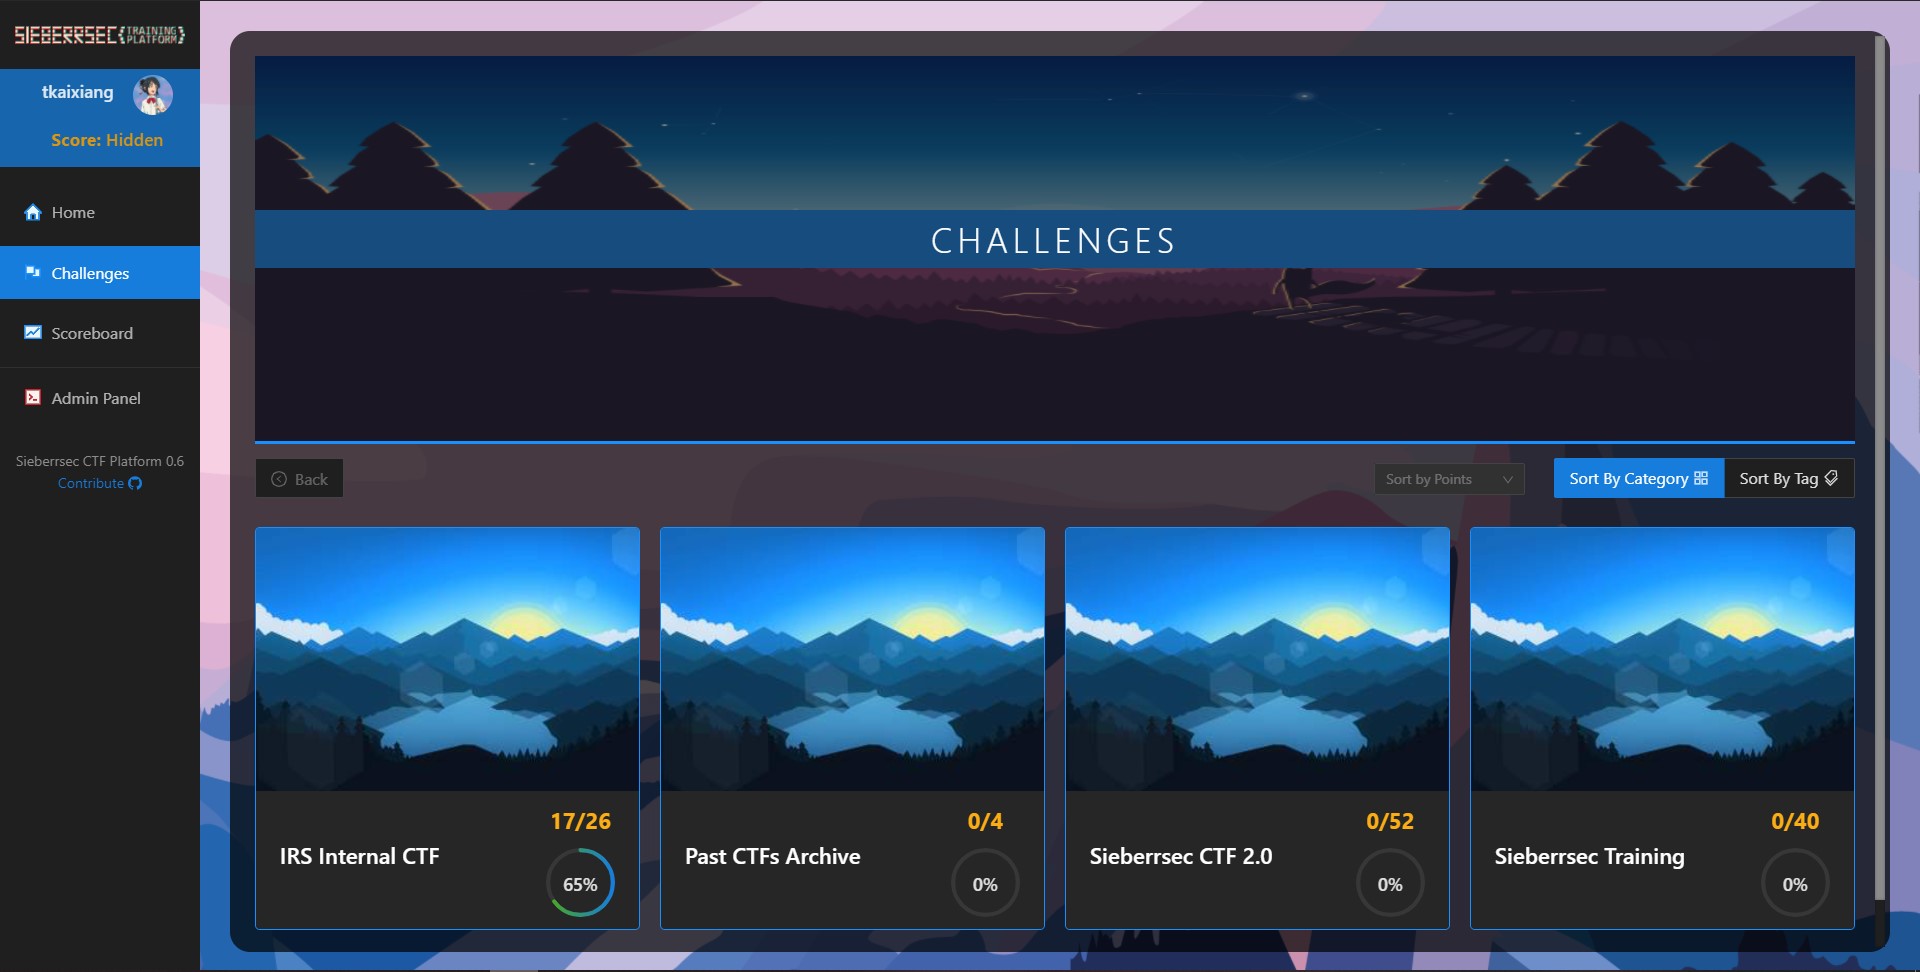 SIEBERRSEC{TRAINING PLATFORM}
tkaixiang
Score: Hidden
Home
Challenges
Scoreboard
Admin Panel
Sieberrsec CTF Platform 0.6
Contribute
CHALLENGES
Back
Sort by Points
Sort By Category
Sort By Tag
17/26
IRS Internal CTF
65%
0/4
Past CTFs Archive
0%
0/52
Sieberrsec CTF 2.0
0%
0/40
Sieberrsec Training
0%